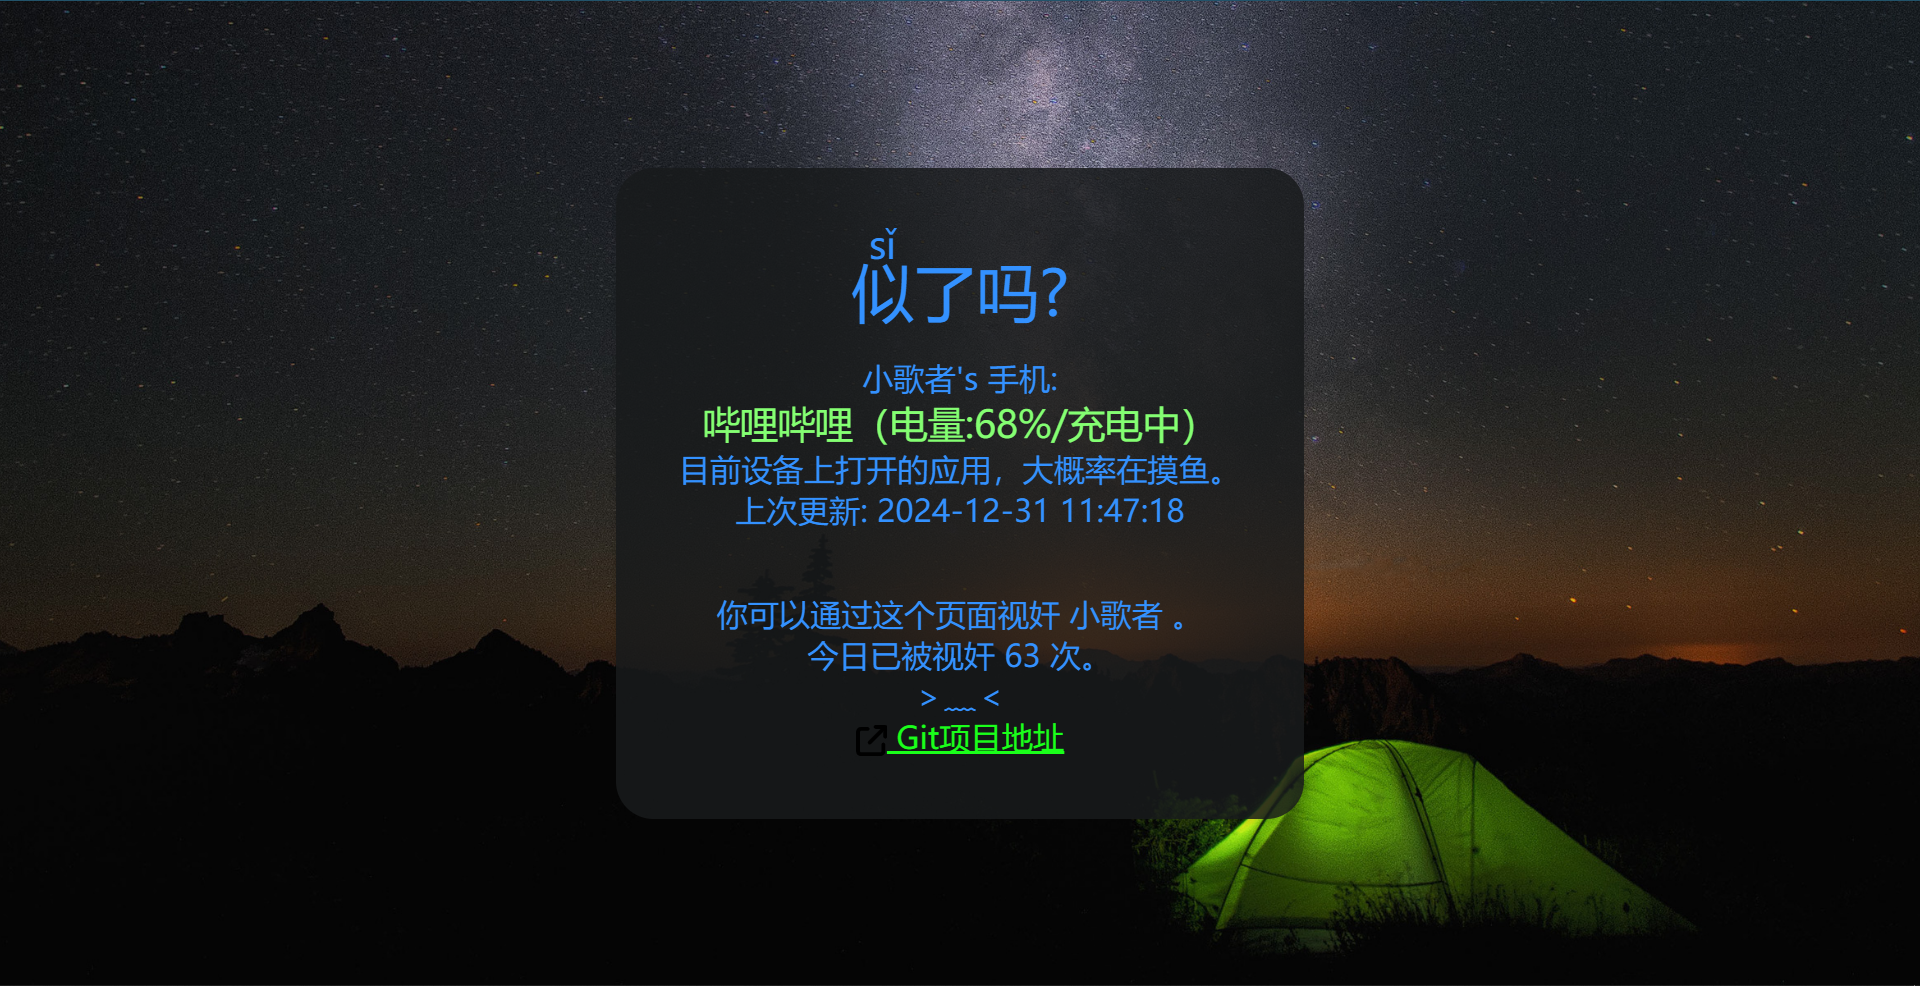 sǐ
似了吗?
小歌者's 手机:
哔哩哔哩（电量:68%/充电中）
目前设备上打开的应用，大概率在摸鱼。
上次更新: 2024-12-31 11:47:18
你可以通过这个页面视奸 小歌者 。
今日已被视奸 63 次。
> ﹏ <
Git项目地址